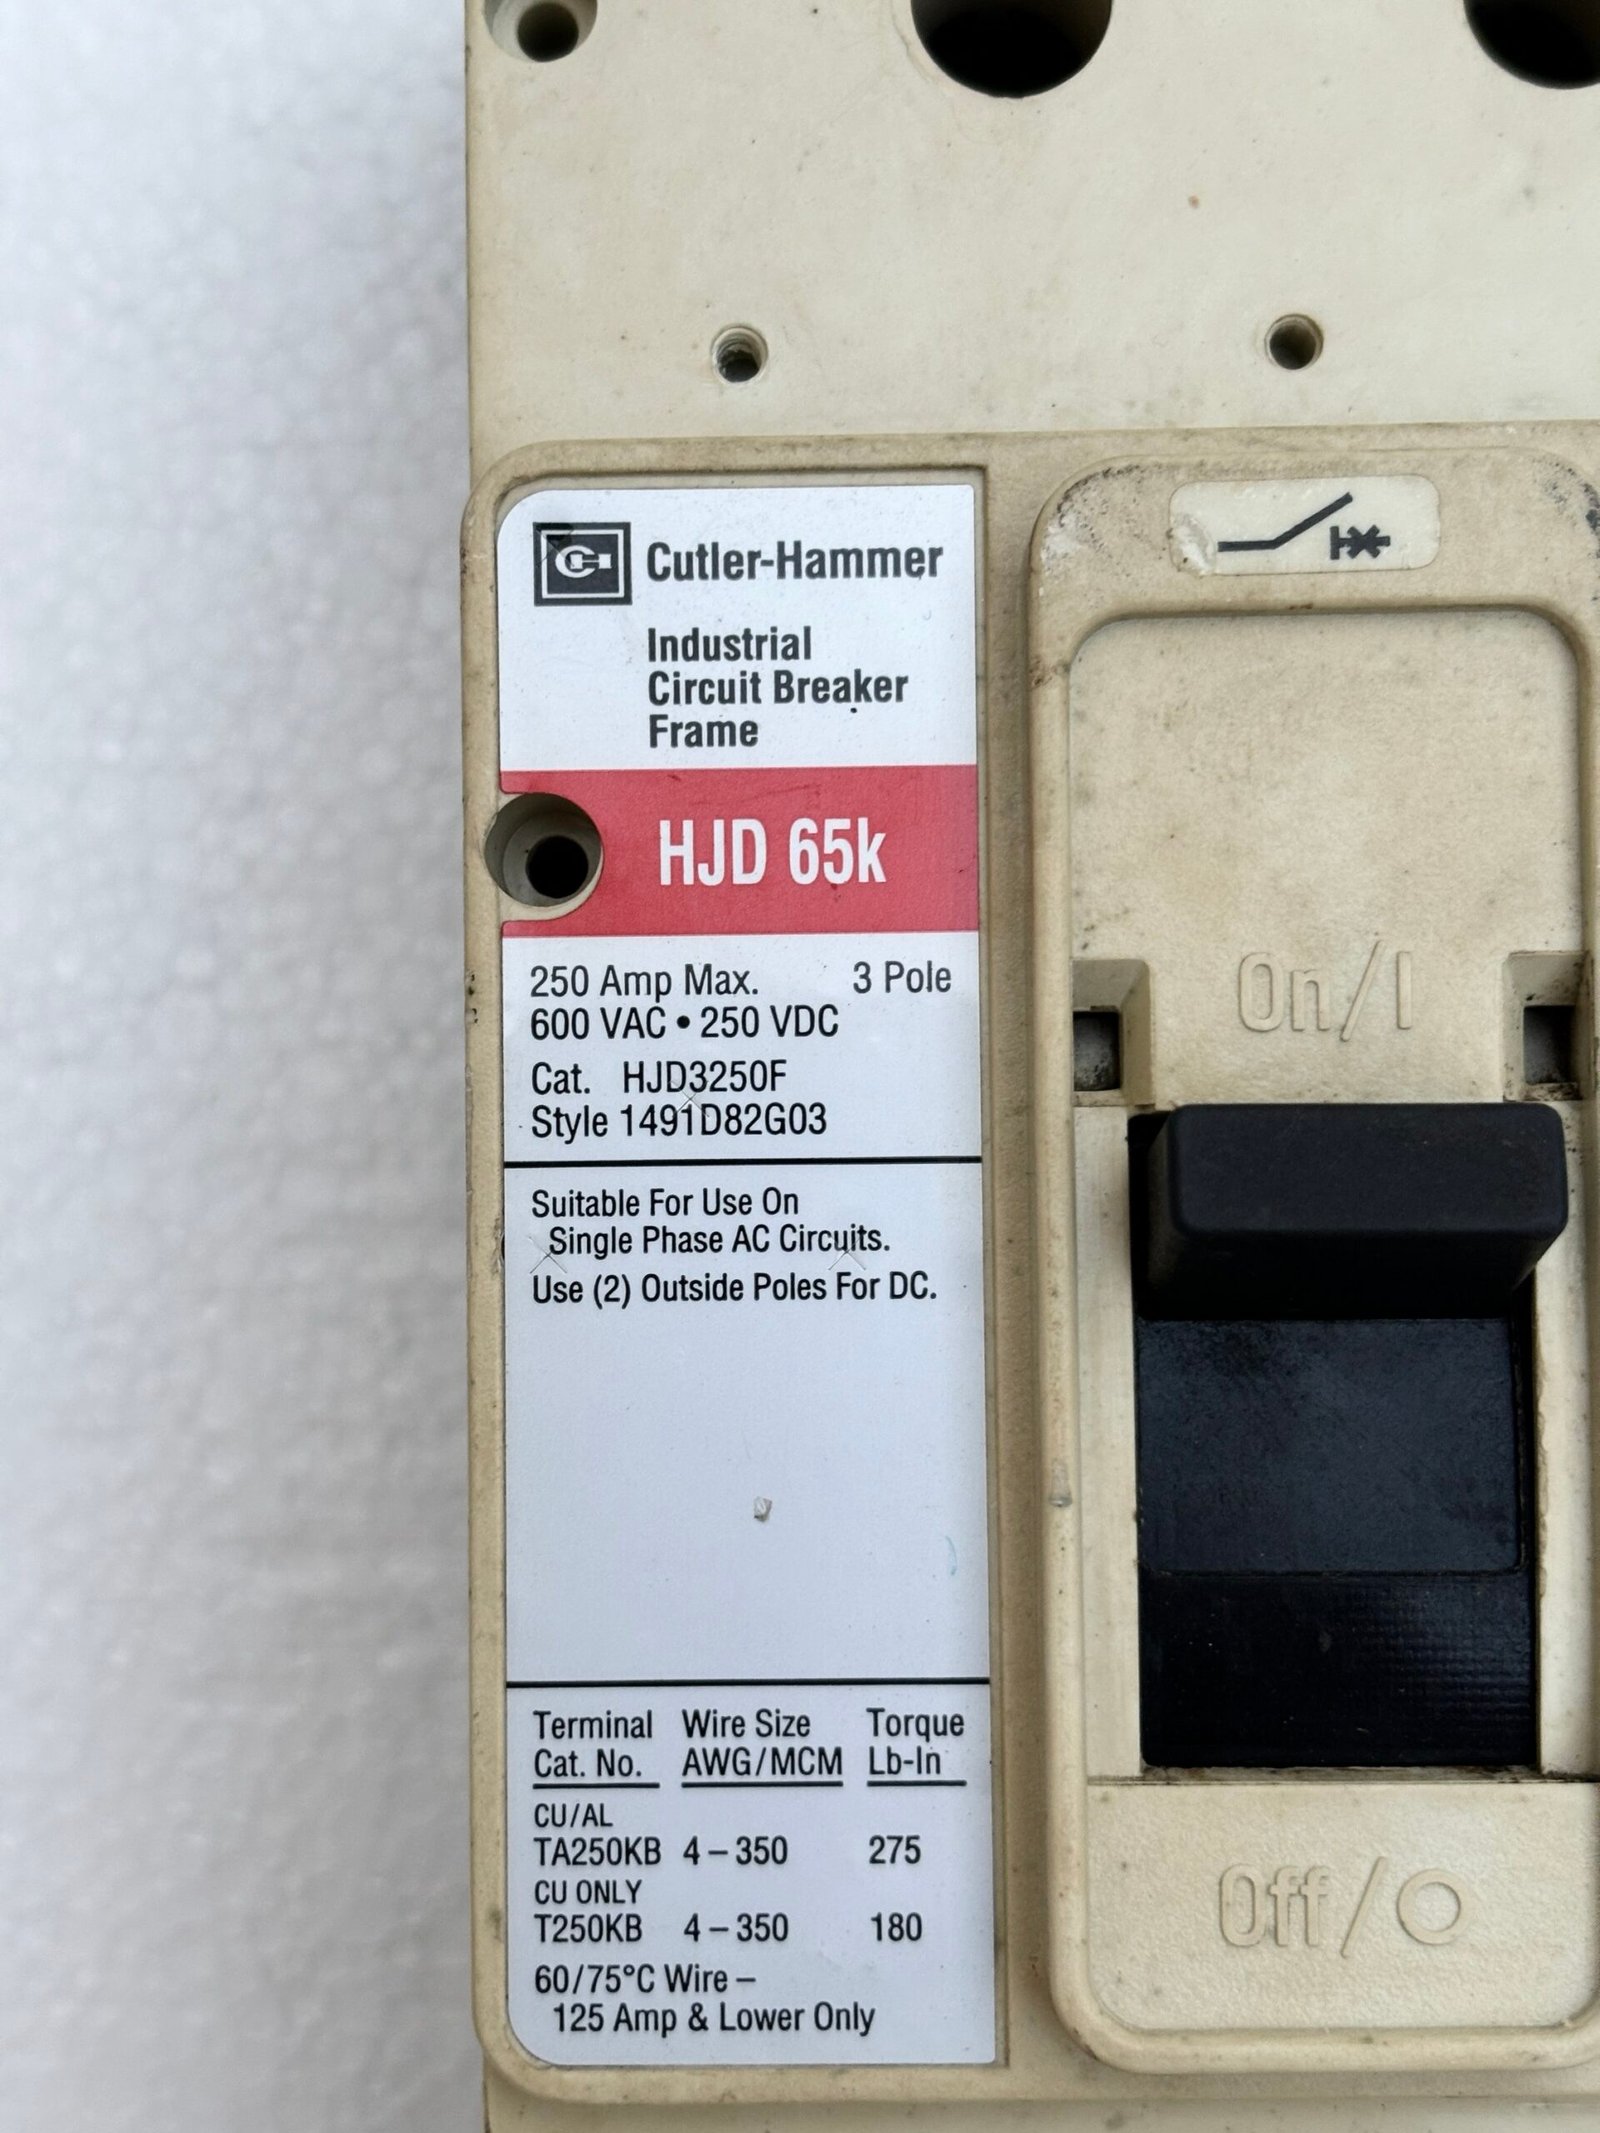 Cutler-Hammer
Industrial
Circuit Breaker
Frame
HJD 65k
250 Amp Max. 3 Pole
600 VAC • 250 VDC
Cat. HJD3250F
Style 1491D82G03
Suitable For Use On
Single Phase AC Circuits.
Use (2) Outside Poles For DC.
Terminal Wire Size Torque
Cat. No. AWG/MCM Lb-In
CU/AL
TA250KB 4 – 350 275
CU ONLY
T250KB 4 – 350 180
60/75°C Wire –
125 Amp & Lower Only
On/I
Off/O